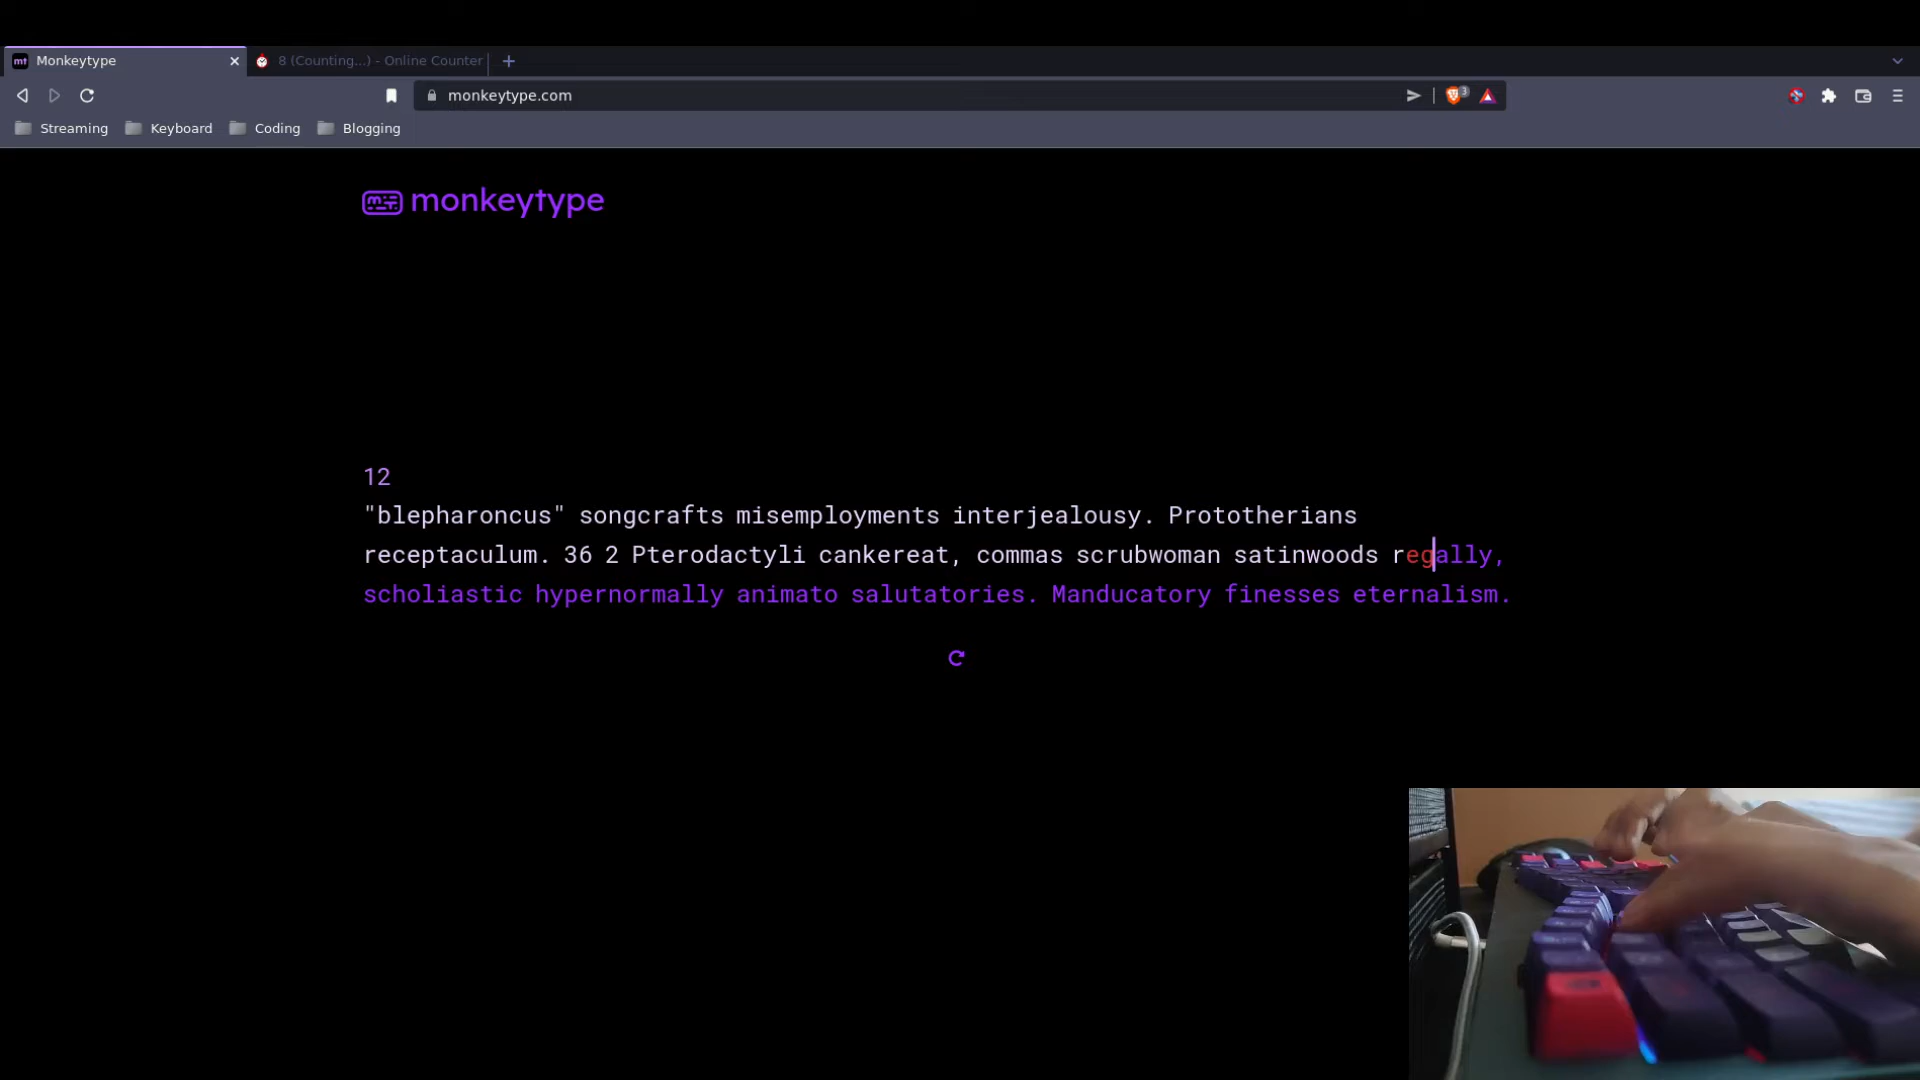 Monkeytype
8 (Counting...) - Online Counter
monkeytype.com
3
Streaming
Keyboard
Coding
Blogging
monkeytype
12
"blepharoncus" songcrafts misemployments interjealousy. Prototherians
receptaculum. 36 2 Pterodactyli cankereat, commas scrubwoman satinwoods regally,
scholiastic hypernormally animato salutatories. Manducatory finesses eternalism.